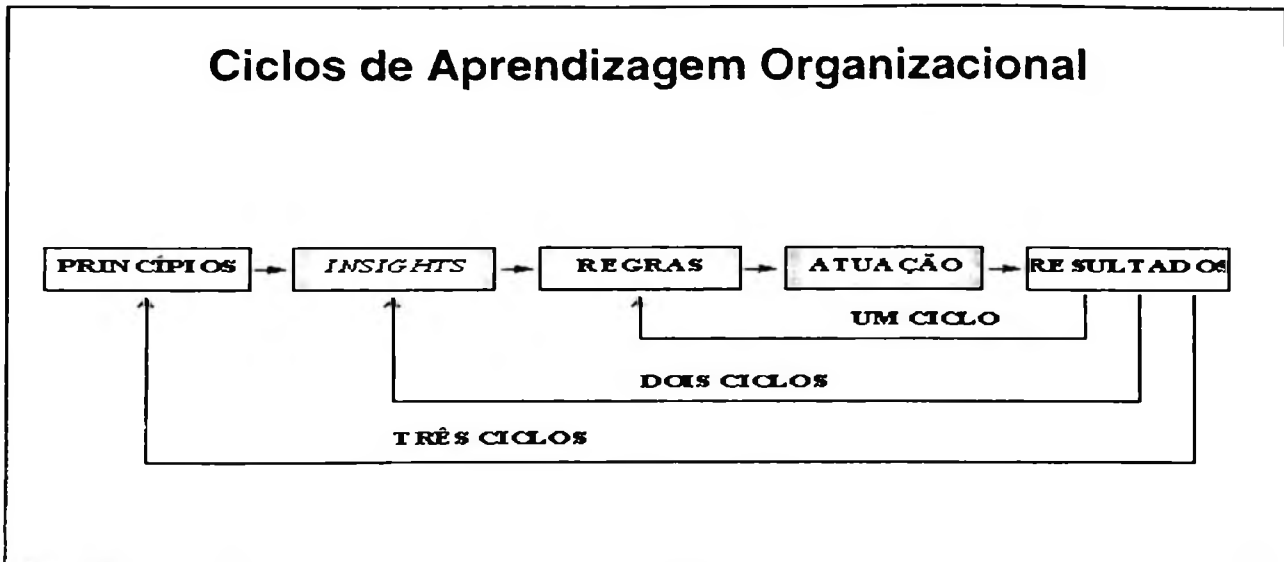 Ciclos de Aprendizagem Organizacional
PRINCÍPIOS INSIGHTS REGRAS ATUAÇÃO RESULTADOS
UM CICLO
DOIS CICLOS
TRÊS CICLOS